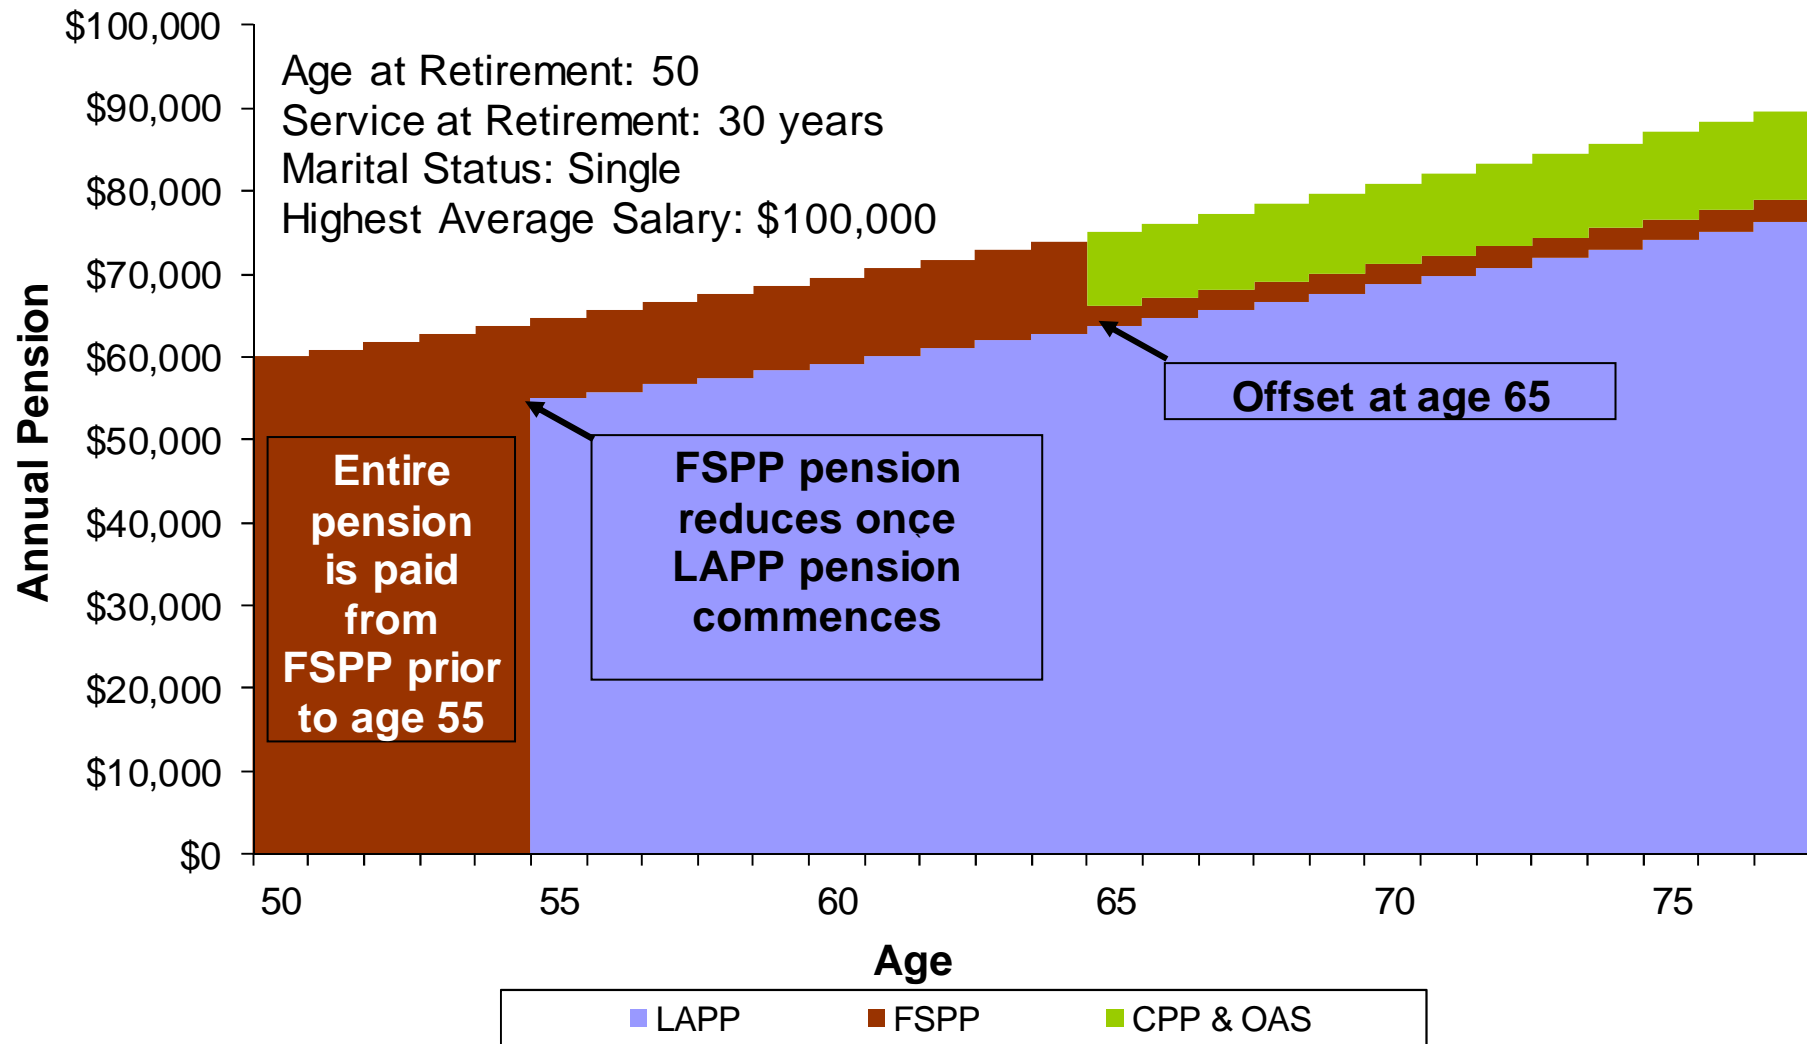 $100,000
$90,000
$80,000
$70,000
$60,000
$50,000
$40,000
$30,000
$20,000
$10,000
$0
Annual Pension
Age at Retirement: 50
Service at Retirement: 30 years
Marital Status: Single
Highest Average Salary: $100,000
Offset at age 65
Entire
pension
is paid
from
FSPP prior
to age 55
FSPP pension
reduces once
LAPP pension
commences
50 55 60 65 70 75
Age
LAPP FSPP CPP & OAS